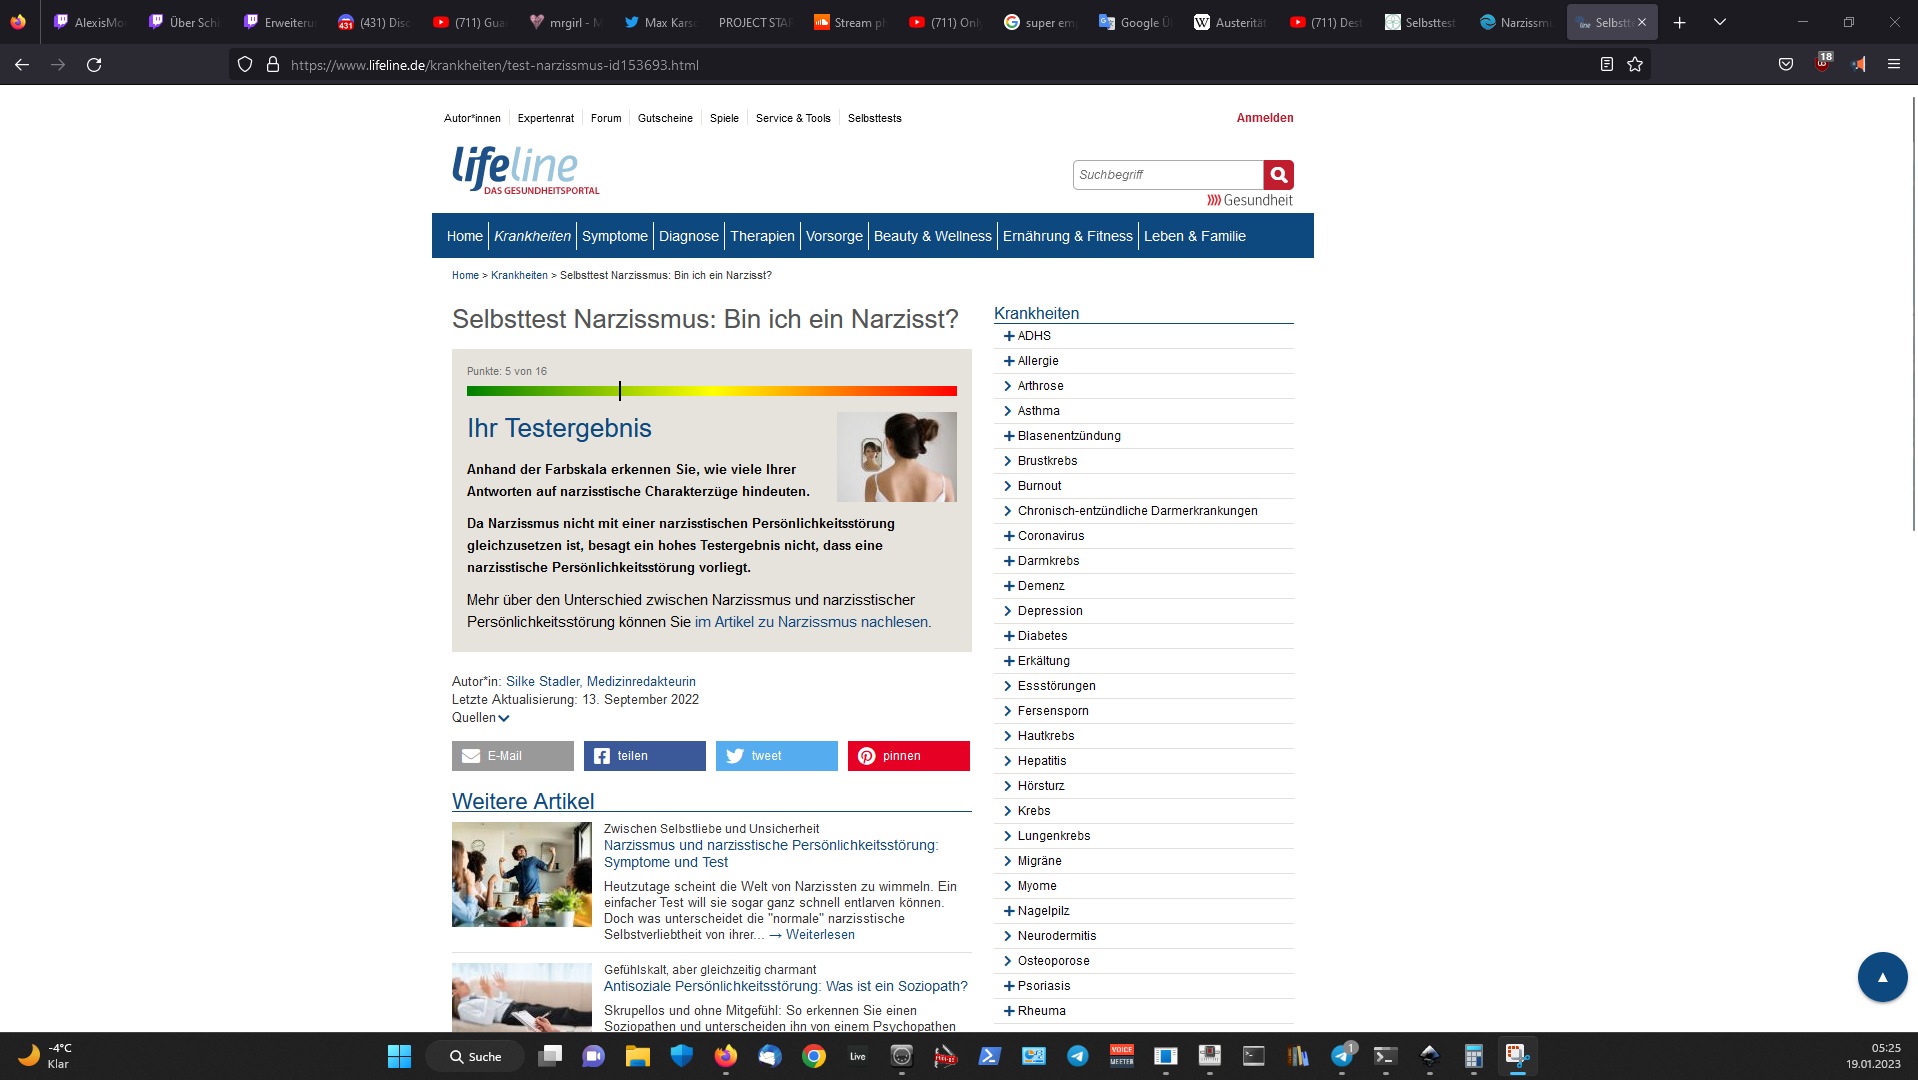 AlexisMo
Über Schi
Erweiteru
(431) Disc
(711) Gua
mrgirl - M
Max Kars
PROJECT STAR
Stream ph
(711) Only
super em
Google Ü
Austerität
(711) Dest
Selbsttest
Narzissm
Selbstte
https://www.lifeline.de/krankheiten/test-narzissmus-id153693.html
18
Autor*innen
Expertenrat
Forum
Gutscheine
Spiele
Service & Tools
Selbsttests
Anmelden
lifeline
DAS GESUNDHEITSPORTAL
Suchbegriff
Gesundheit
Home
Krankheiten
Symptome
Diagnose
Therapien
Vorsorge
Beauty & Wellness
Ernährung & Fitness
Leben & Familie
Home > Krankheiten > Selbsttest Narzissmus: Bin ich ein Narzisst?
Selbsttest Narzissmus: Bin ich ein Narzisst?
Punkte: 5 von 16
Ihr Testergebnis
Anhand der Farbskala erkennen Sie, wie viele Ihrer
Antworten auf narzisstische Charakterzüge hindeuten.
Da Narzissmus nicht mit einer narzisstischen Persönlichkeitsstörung
gleichzusetzen ist, besagt ein hohes Testergebnis nicht, dass eine
narzisstische Persönlichkeitsstörung vorliegt.
Mehr über den Unterschied zwischen Narzissmus und narzisstischer
Persönlichkeitsstörung können Sie im Artikel zu Narzissmus nachlesen.
Autor*in: Silke Stadler, Medizinredakteurin
Letzte Aktualisierung: 13. September 2022
Quellen
E-Mail
teilen
tweet
pinnen
Weitere Artikel
Zwischen Selbstliebe und Unsicherheit
Narzissmus und narzisstische Persönlichkeitsstörung:
Symptome und Test
Heutzutage scheint die Welt von Narzissten zu wimmeln. Ein
einfacher Test will sie sogar ganz schnell entlarven können.
Doch was unterscheidet die "normale" narzisstische
Selbstverliebtheit von ihrer... → Weiterlesen
Gefühlskalt, aber gleichzeitig charmant
Antisoziale Persönlichkeitsstörung: Was ist ein Soziopath?
Skrupellos und ohne Mitgefühl: So erkennen Sie einen
Soziopathen und unterscheiden ihn von einem Psychopathen
Krankheiten
ADHS
Allergie
Arthrose
Asthma
Blasenentzündung
Brustkrebs
Burnout
Chronisch-entzündliche Darmerkrankungen
Coronavirus
Darmkrebs
Demenz
Depression
Diabetes
Erkältung
Essstörungen
Fersensporn
Hautkrebs
Hepatitis
Hörsturz
Krebs
Lungenkrebs
Migräne
Myome
Nagelpilz
Neurodermitis
Osteoporose
Psoriasis
Rheuma
-4°C
Klar
Suche
Live
VOICE
MEETER
1
05:25
19.01.2023